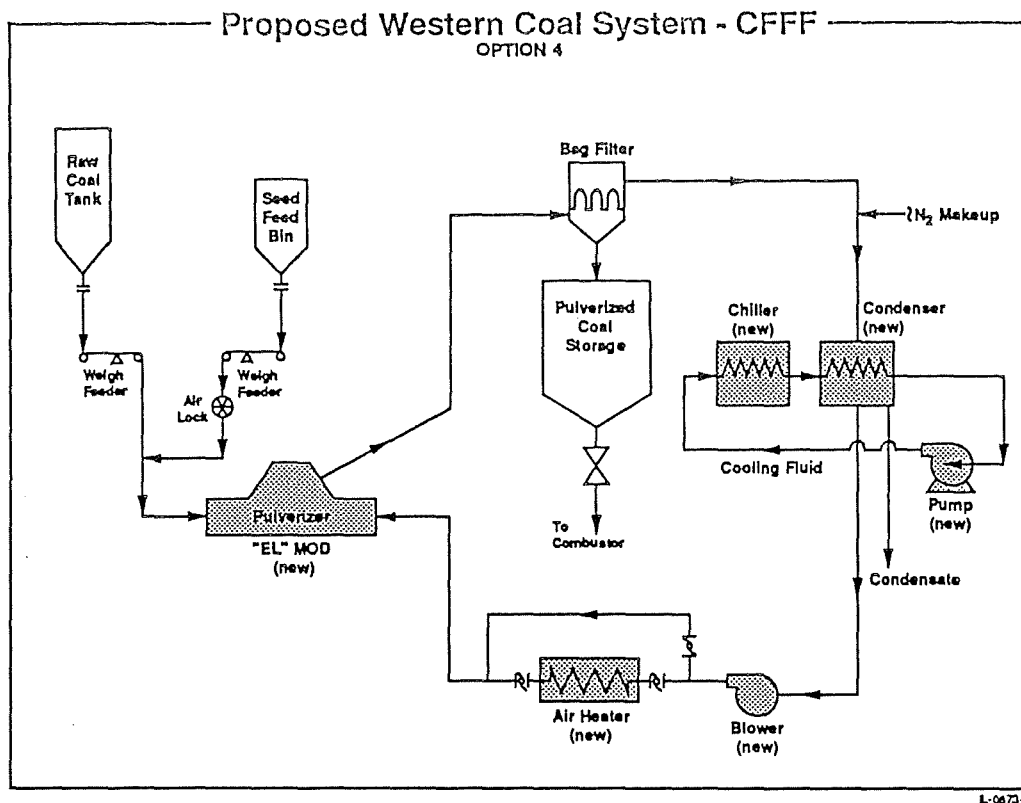 Proposed Western Coal System - CFFF
OPTION 4
Raw
Coal
Tank
Seed
Feed
Bin
Bag Filter
N2 Makeup
Pulverized
Coal
Storage
Chiller
(new)
Condenser
(new)
Weigh
Feeder
Weigh
Feeder
Air
Lock
Cooling Fluid
Pump
(new)
Pulverizer
"EL" MOD
(new)
To
Combustor
Condensate
Air Heater
(new)
Blower
(new)